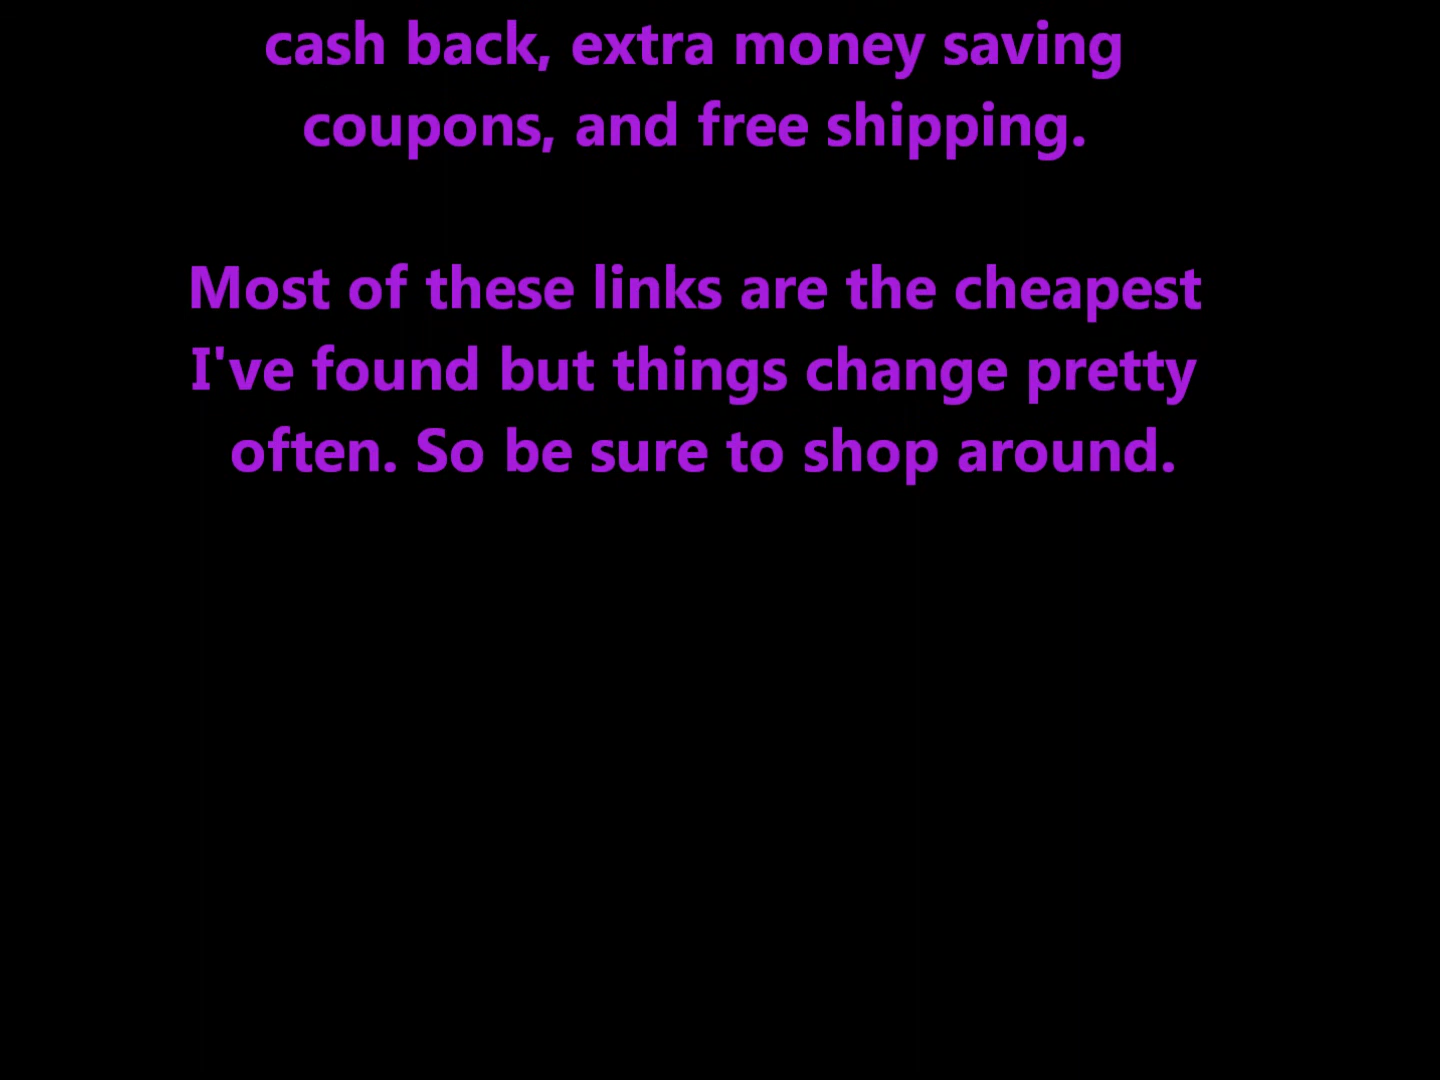 cash back, extra money saving
coupons, and free shipping.
Most of these links are the cheapest
I've found but things change pretty
often. So be sure to shop around.